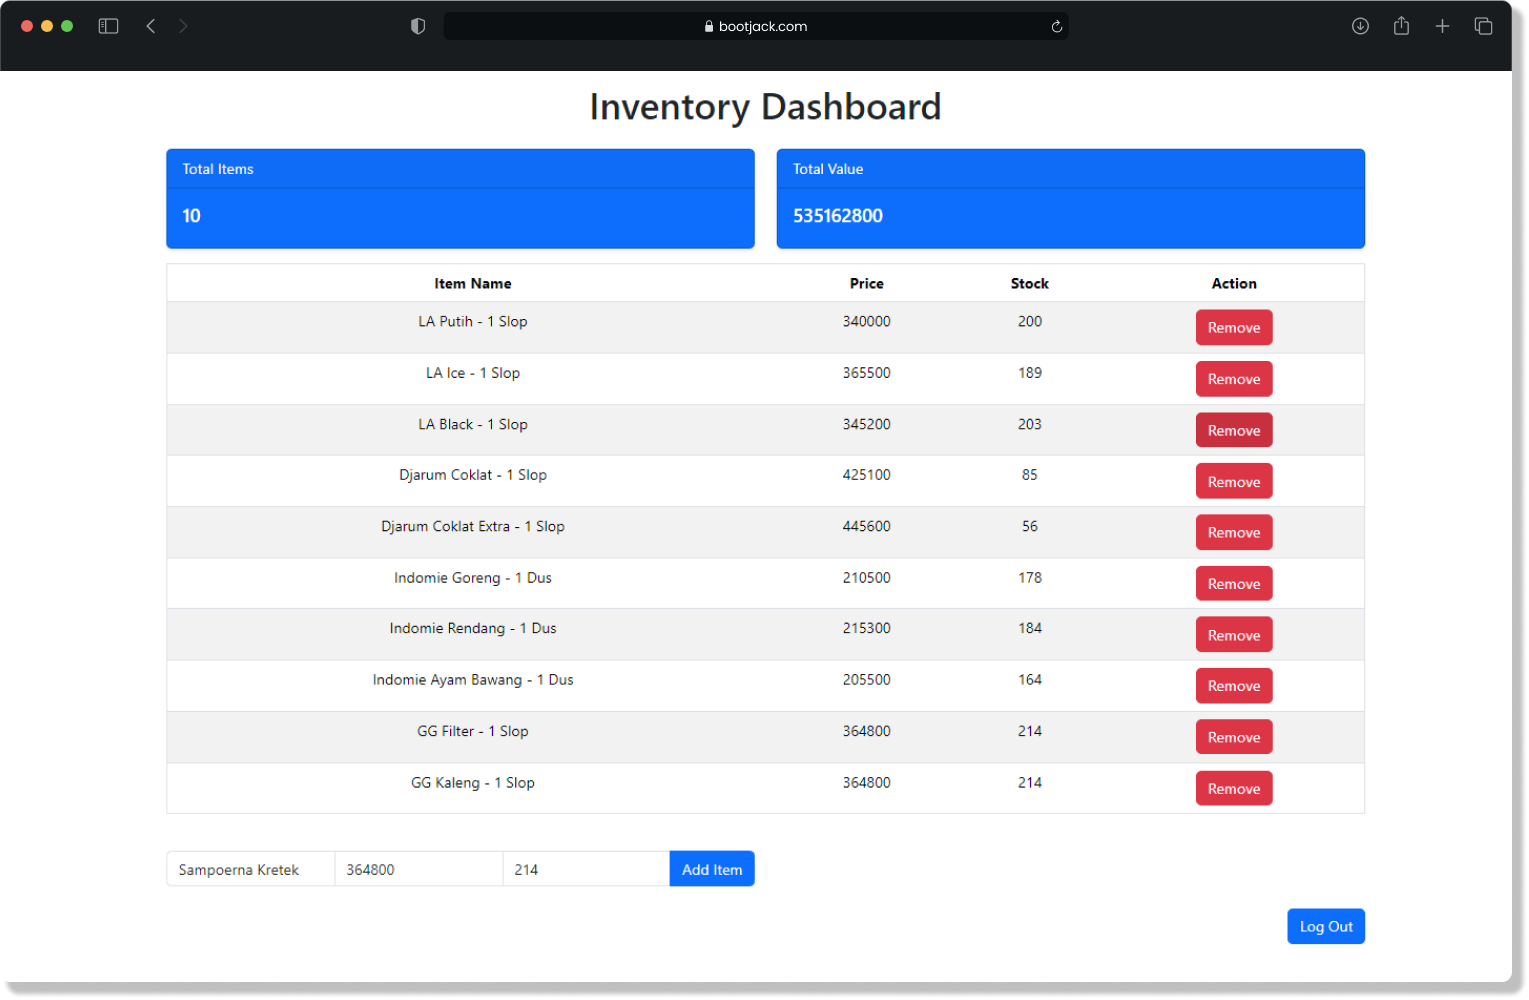 bootjack.com
Inventory Dashboard
Total Items
10
Total Value
535162800
Item Name Price Stock Action
LA Putih - 1 Slop 340000 200 Remove
LA Ice - 1 Slop 365500 189 Remove
LA Black - 1 Slop 345200 203 Remove
Djarum Coklat - 1 Slop 425100 85 Remove
Djarum Coklat Extra - 1 Slop 445600 56 Remove
Indomie Goreng - 1 Dus 210500 178 Remove
Indomie Rendang - 1 Dus 215300 184 Remove
Indomie Ayam Bawang - 1 Dus 205500 164 Remove
GG Filter - 1 Slop 364800 214 Remove
GG Kaleng - 1 Slop 364800 214 Remove
Sampoerna Kretek 364800 214 Add Item
Log Out